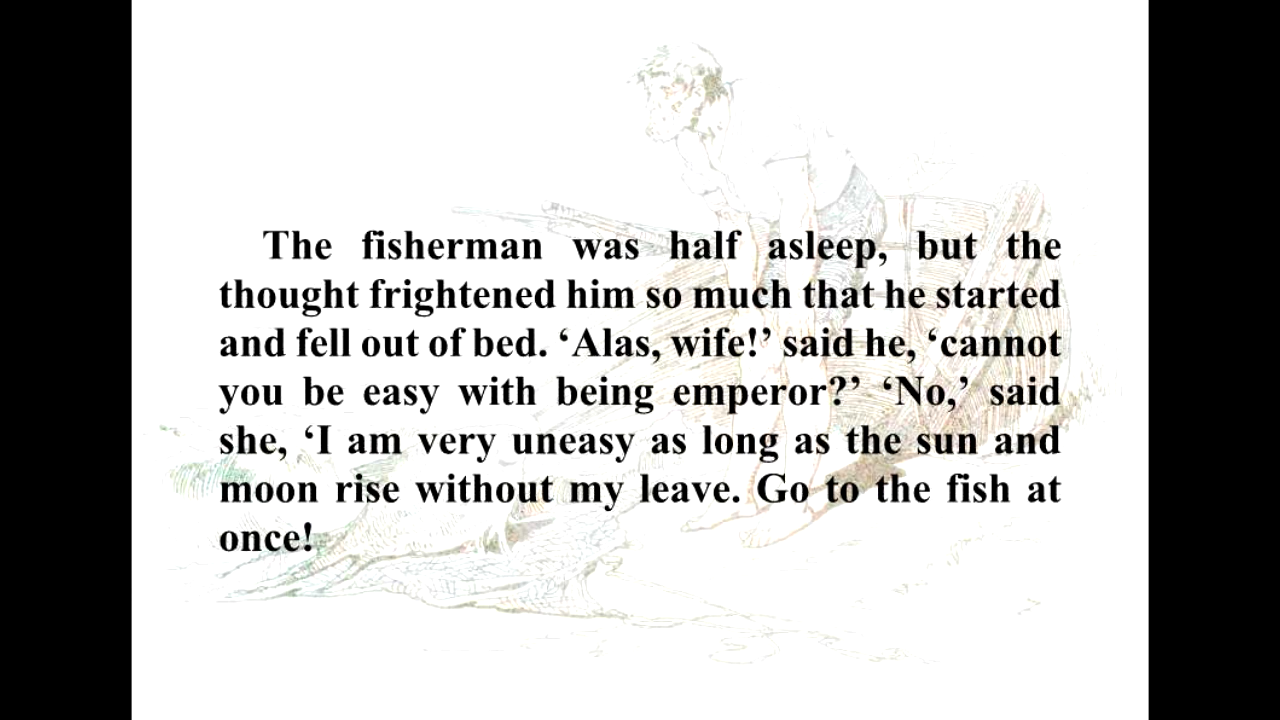 The fisherman was half asleep, but the
thought frightened him so much that he started
and fell out of bed. ‘Alas, wife!’ said he, ‘cannot
you be easy with being emperor?’ ‘No,’ said
she, ‘I am very uneasy as long as the sun and
moon rise without my leave. Go to the fish at
once!